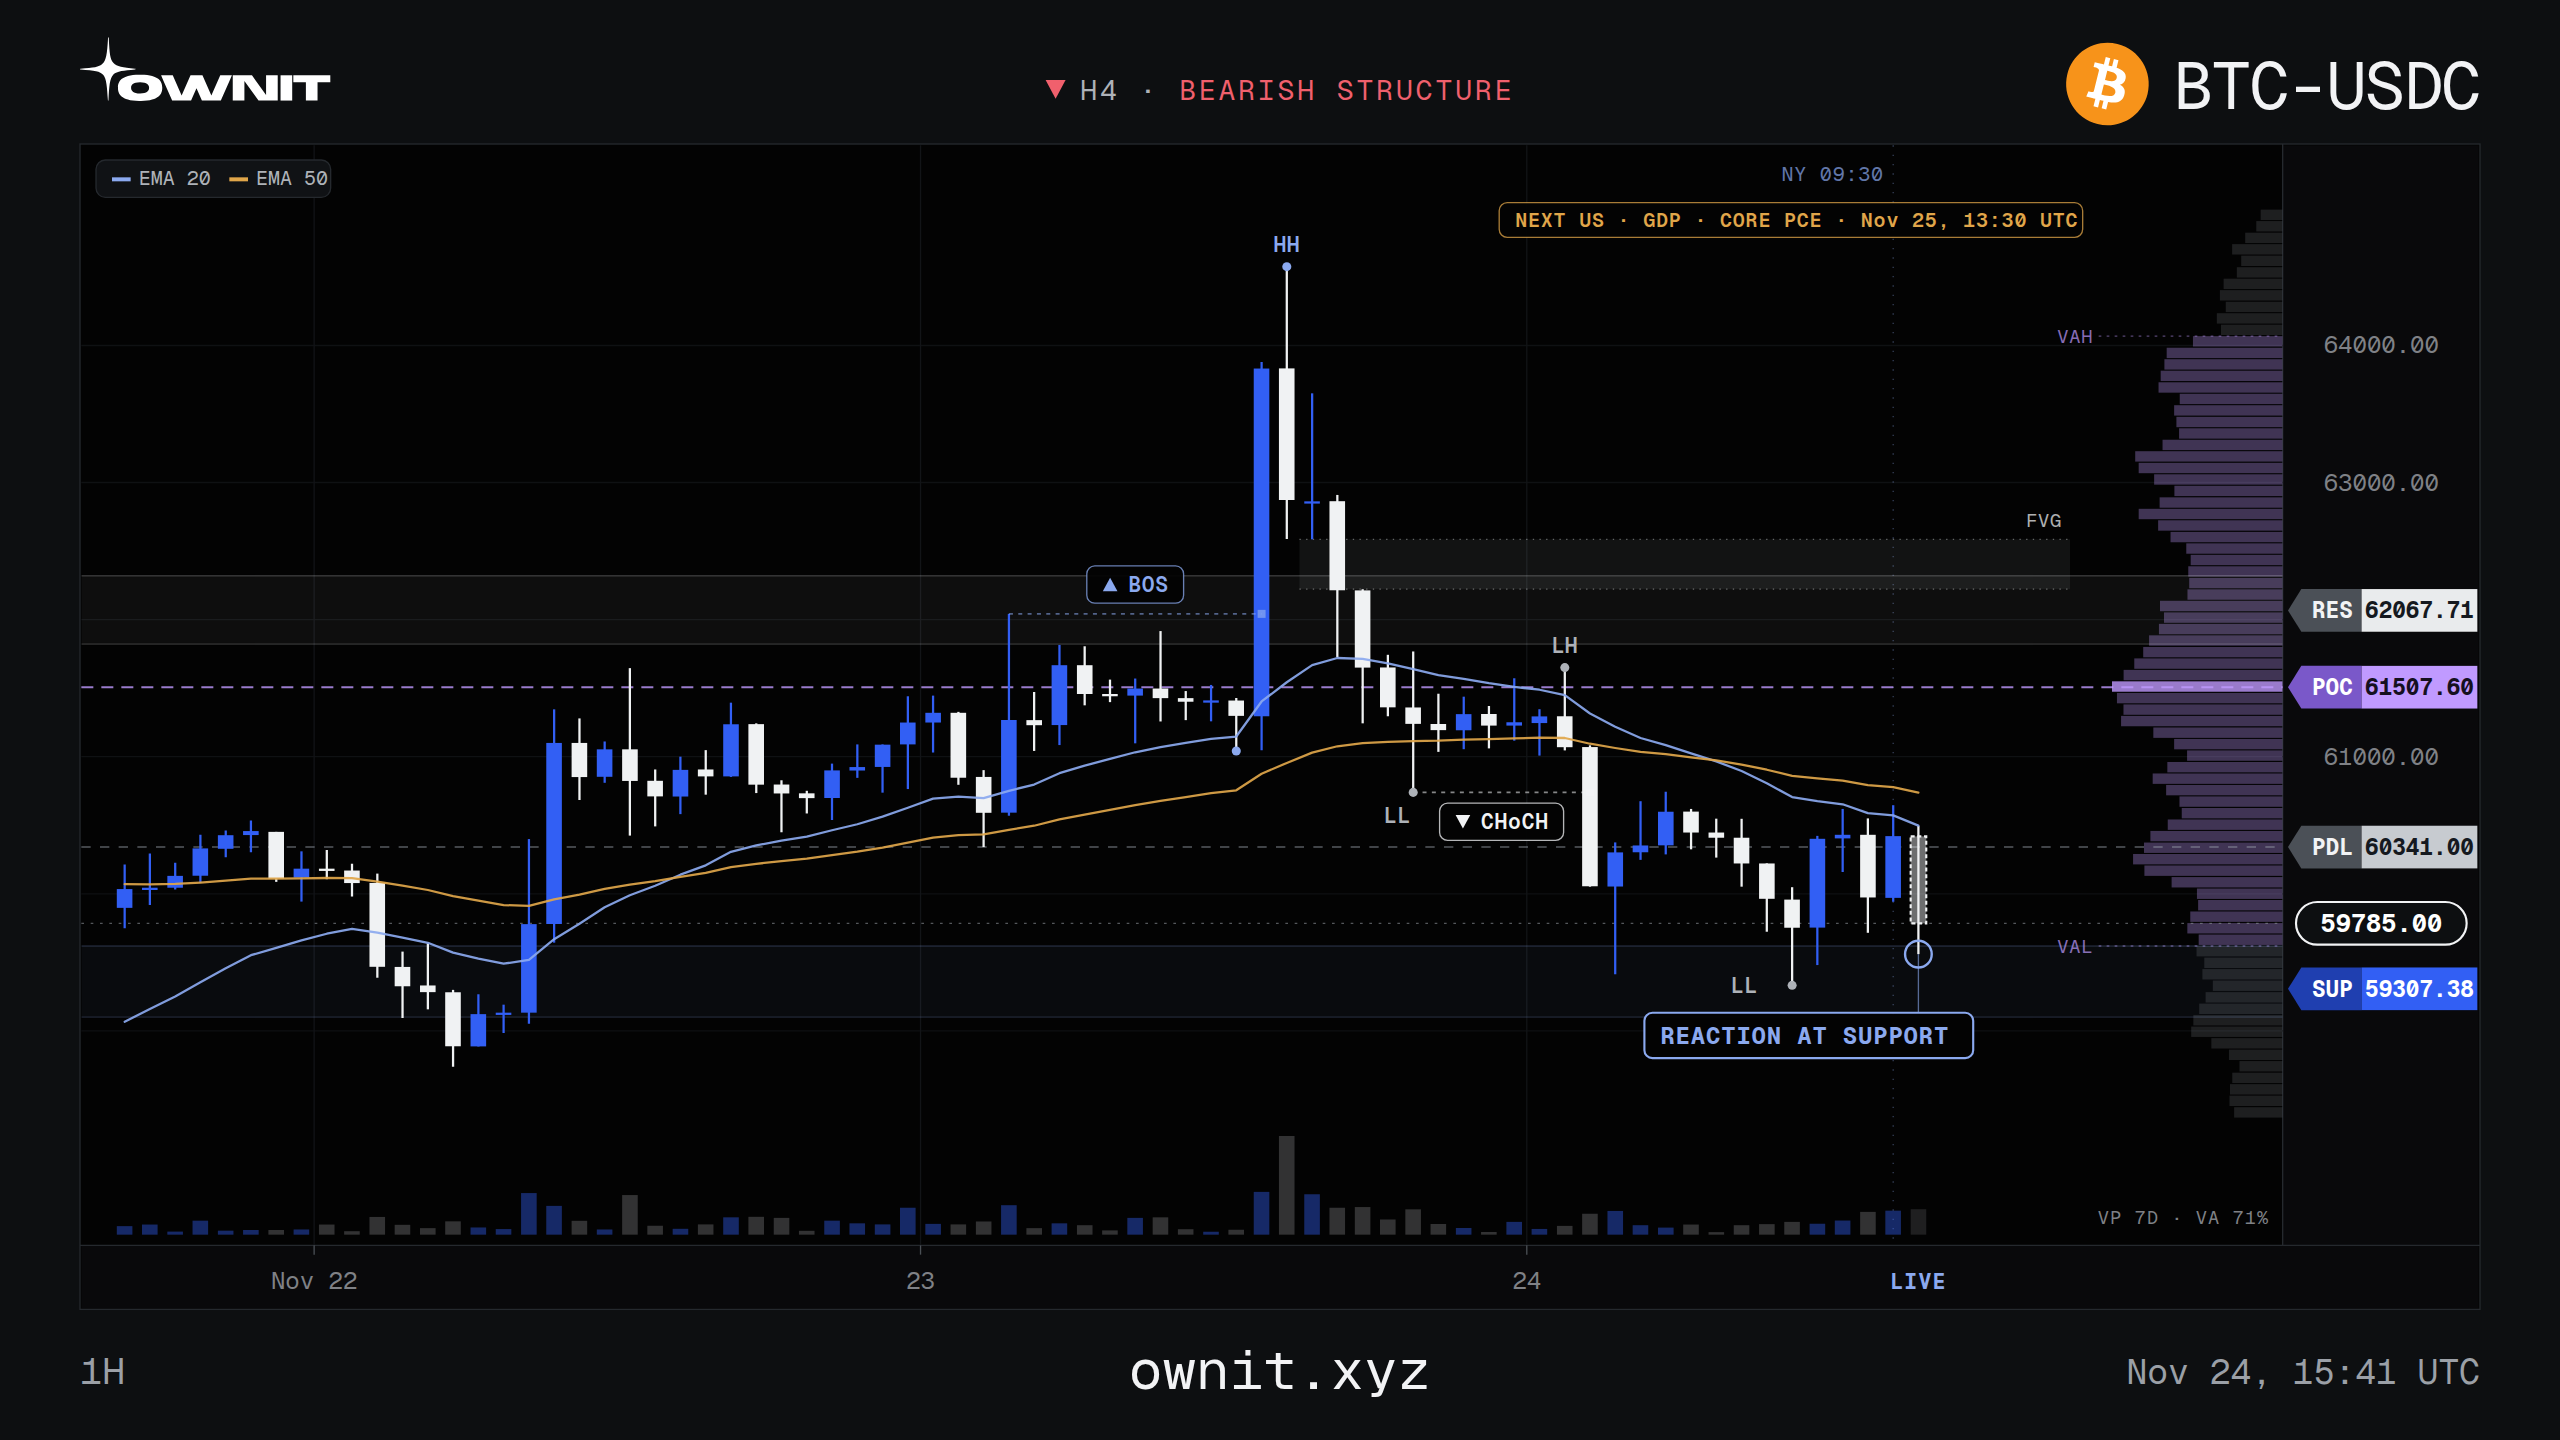 OWNIT
▼ H4 · BEARISH STRUCTURE
BTC-USDC
EMA 20 EMA 50
NY 09:30
NEXT US · GDP · CORE PCE · Nov 25, 13:30 UTC
HH
VAH
64000.00
63000.00
FVG
▲ BOS
RES 62067.71
LH
POC 61507.60
61000.00
LL
▼ CHoCH
PDL 60341.00
59785.00
VAL
LL
SUP 59307.38
REACTION AT SUPPORT
VP 7D · VA 71%
Nov 22
23
24
LIVE
1H
ownit.xyz
Nov 24, 15:41 UTC